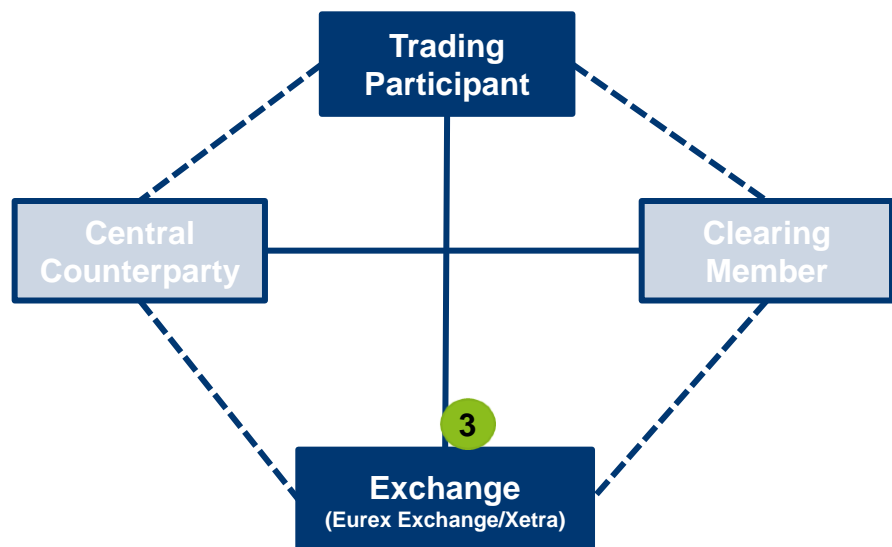 Trading
Participant
Central
Counterparty
Clearing
Member
3
Exchange
(Eurex Exchange/Xetra)